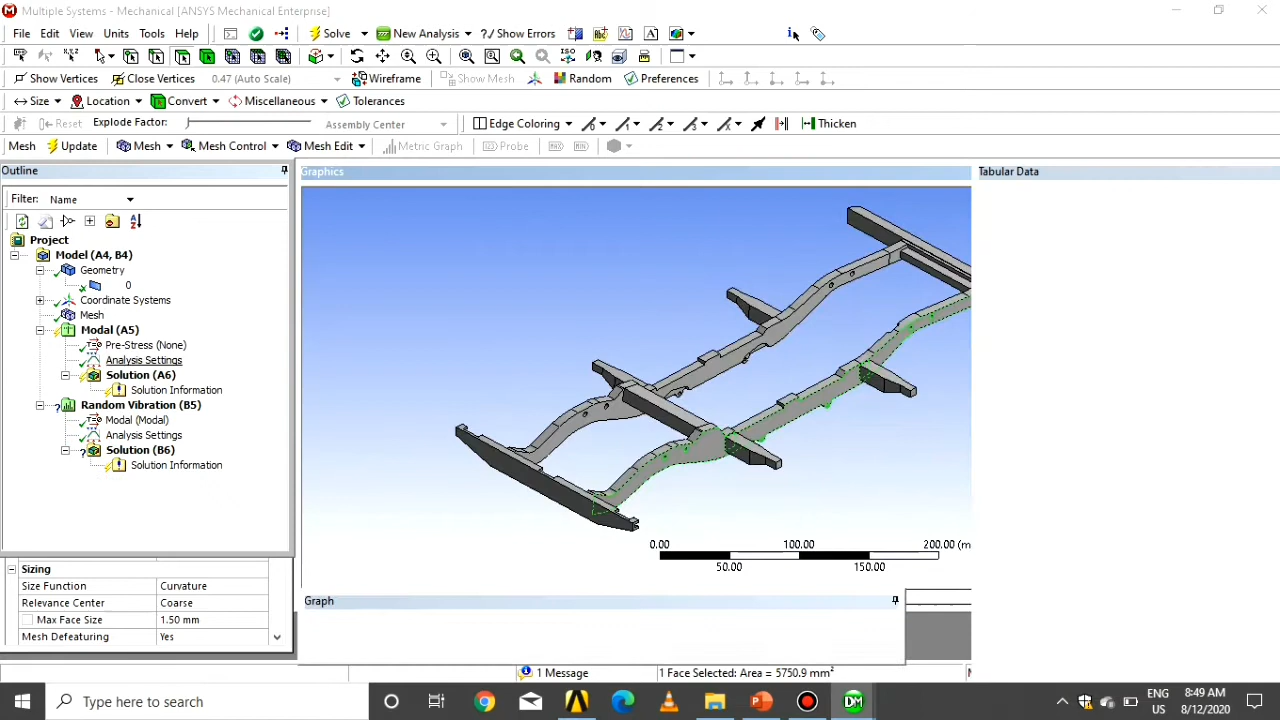 Multiple Systems - Mechanical [ANSYS Mechanical Enterprise]
File Edit View Units Tools Help Solve New Analysis ?/ Show Errors
Show Vertices Close Vertices 0.47 (Auto Scale) Wireframe Show Mesh Random Preferences
Size Location Convert Miscellaneous Tolerances
Reset Explode Factor: Assembly Center Edge Coloring Thicken
Mesh Update Mesh Mesh Control Mesh Edit Metric Graph Probe
Outline
Graphics
Tabular Data
Filter: Name
Project
Model (A4, B4)
Geometry
0
Coordinate Systems
Mesh
Modal (A5)
Pre-Stress (None)
Analysis Settings
Solution (A6)
Solution Information
Random Vibration (B5)
Modal (Modal)
Analysis Settings
Solution (B6)
Solution Information
0.00 100.00 200.00 (m
50.00 150.00
Sizing
Size Function Curvature
Relevance Center Coarse
Max Face Size 1.50 mm
Mesh Defeaturing Yes
Graph
1 Message 1 Face Selected: Area = 5750.9 mm²
Type here to search
DM
ENG
US
8:49 AM
8/12/2020